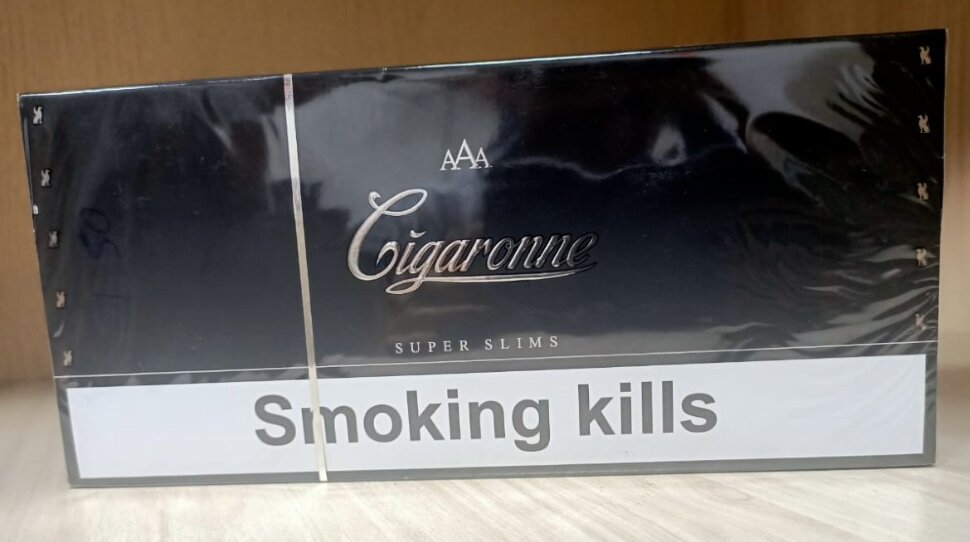 AAA
Cigaronne
SUPER SLIMS
Smoking kills